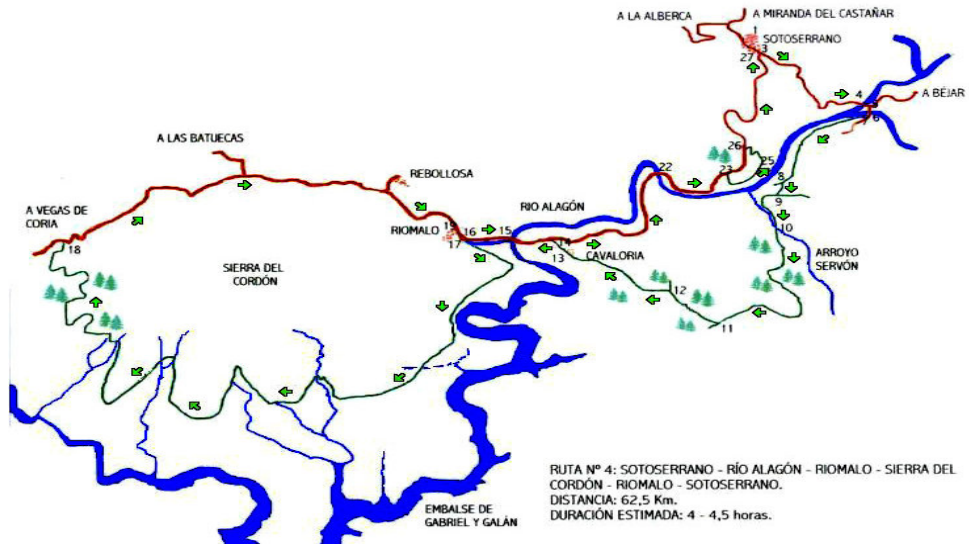 A LA ALBERCA
A MIRANDA DEL CASTAÑAR
1
SOTOSERRANO
3
27
4
A BÉJAR
5
7 6
A LAS BATUECAS
26
25
22
23
8
REBOLLOSA
9
RIO ALAGÓN
10
A VEGAS DE
CORIA
18
RIOMALO
19
16
17
15
14
13
CAVALORIA
ARROYO
SERVÓN
SIERRA DEL
CORDÓN
12
11
RUTA Nº 4: SOTOSERRANO - RÍO ALAGÓN - RIOMALO - SIERRA DEL
CORDÓN - RIOMALO - SOTOSERRANO.
DISTANCIA: 62,5 Km.
DURACIÓN ESTIMADA: 4 - 4,5 horas.
EMBALSE DE
GABRIEL Y GALÁN